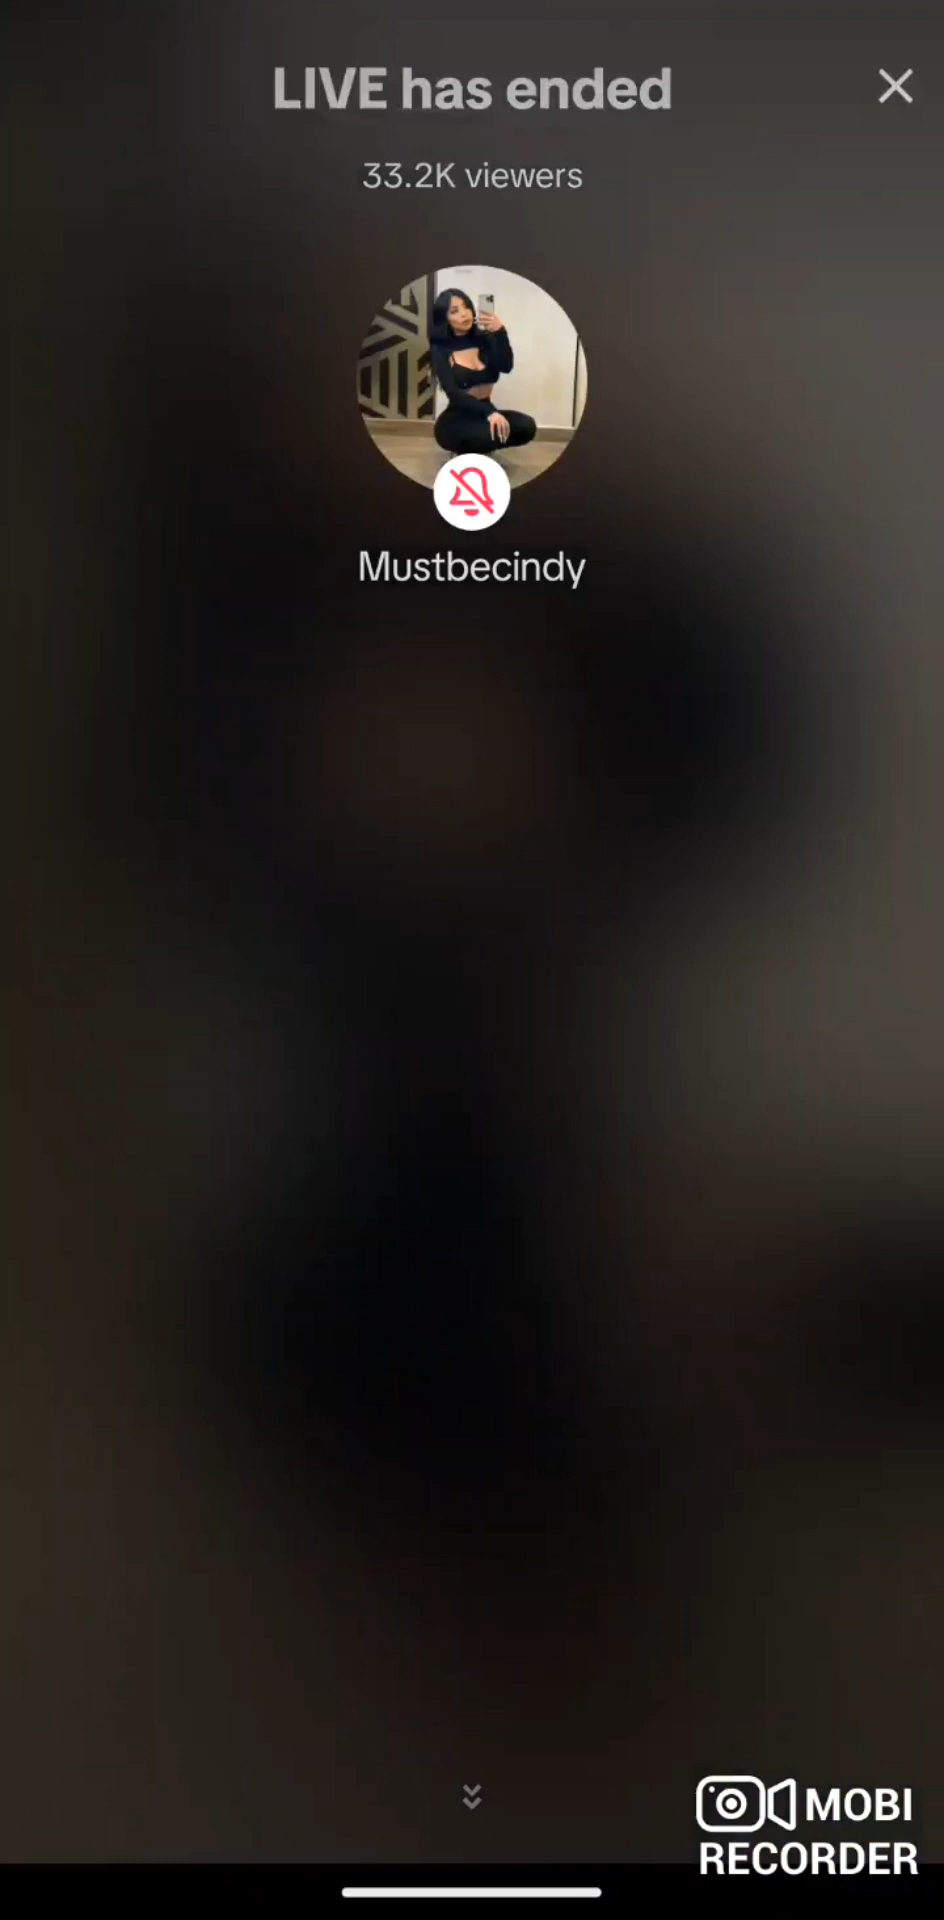 LIVE has ended
33.2K viewers
Mustbecindy
MOBI
RECORDER